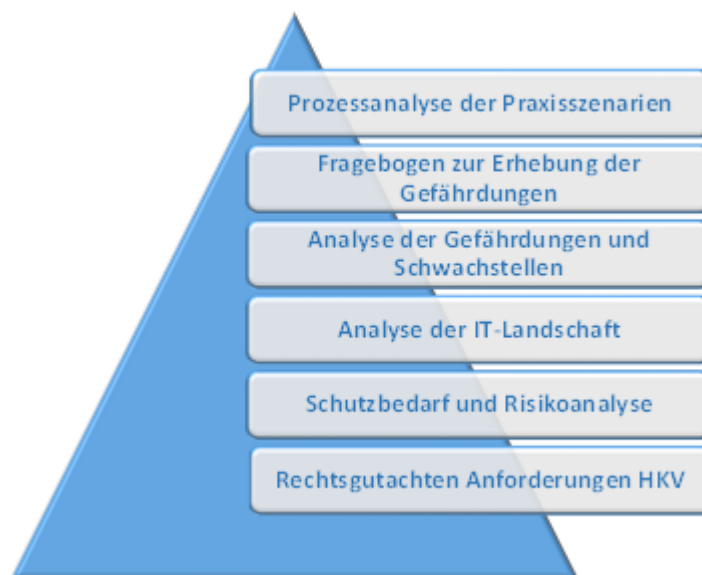 Prozessanalyse der Praxisszenarien
Fragebogen zur Erhebung der
Gefährdungen
Analyse der Gefährdungen und
Schwachstellen
Analyse der IT-Landschaft
Schutzbedarf und Risikoanalyse
Rechtsgutachten Anforderungen HKV